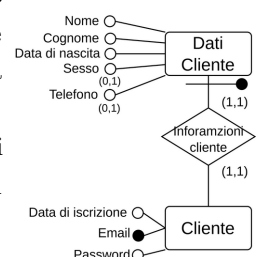 Nome
Cognome
Data di nascita
Sesso
(0,1)
Telefono
(0,1)
Dati
Cliente
(1,1)
Inforamzioni
cliente
(1,1)
Data di iscrizione
Email
Password
Cliente